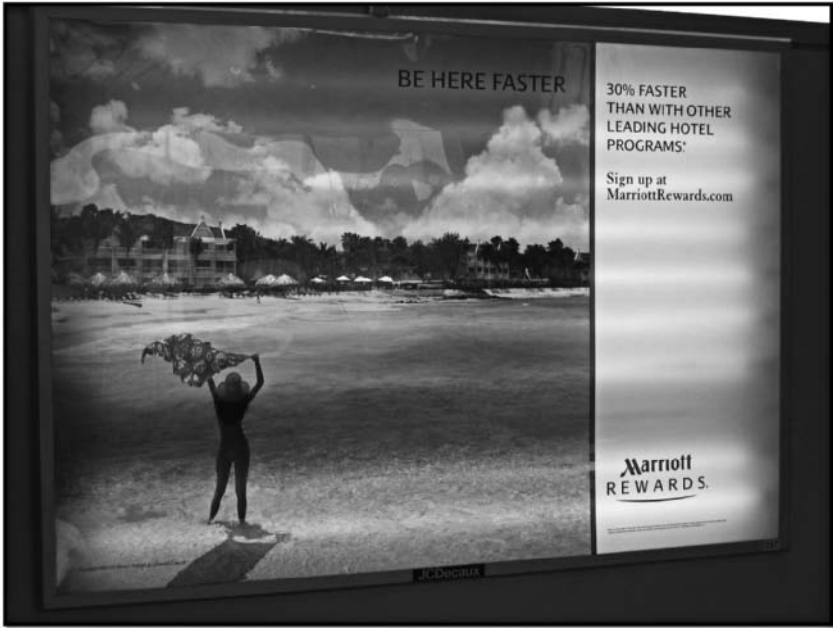 BE HERE FASTER
30% FASTER
THAN WITH OTHER
LEADING HOTEL
PROGRAMS.*
Sign up at
MarriottRewards.com
Marriott
REWARDS.
JCDecaux